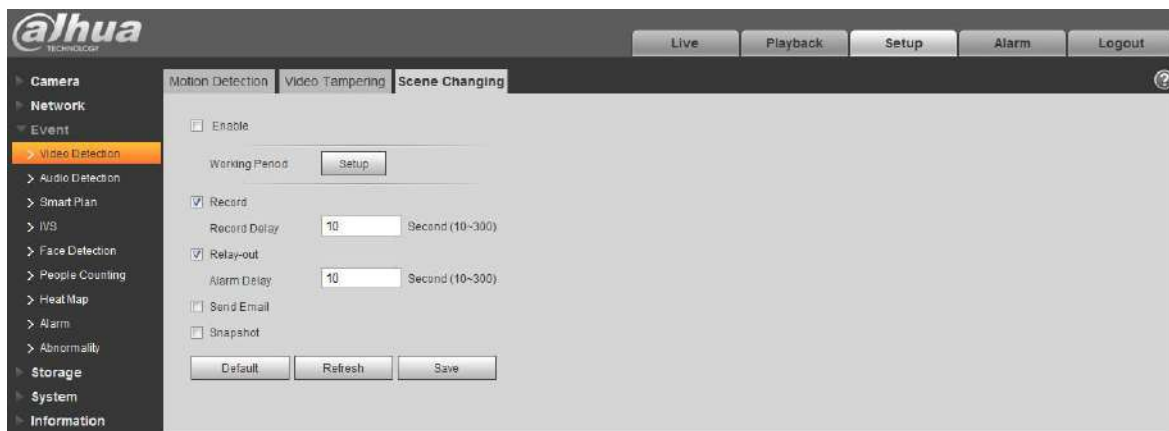 alhua
TECHNOLOGY
Live Playback Setup Alarm Logout
Camera
Network
Event
Video Detection
Audio Detection
Smart Plan
IVS
Face Detection
People Counting
Heat Map
Alarm
Abnormality
Storage
System
Information
Motion Detection Video Tampering Scene Changing
?
Enable
Working Period Setup
Record
Record Delay 10 Second (10~300)
Relay-out
Alarm Delay 10 Second (10~300)
Send Email
Snapshot
Default Refresh Save